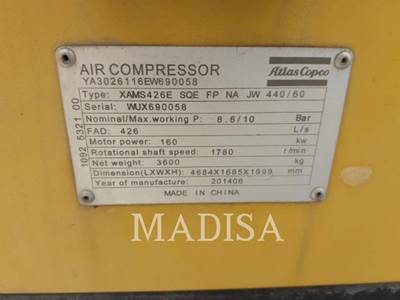 AIR COMPRESSOR
Atlas Copco
YA3026116EW690058
Type: XAMS426E SQE FP NA JW 440/60
Serial: WUX690058
Nominal/Max.working P: 8.6/10 Bar
FAD: 426 L/s
Motor power: 160 kw
Rotational shaft speed: 1780 r/min
Net weight: 3600 kg
Dimension(LXWXH): 4684X1685X1999 mm
Year of manufacture: 201406
MADE IN CHINA
1092 5321 00
MADISA